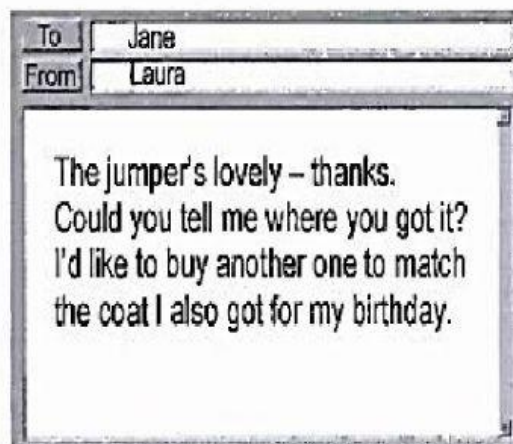 To Jane
From Laura
The jumper's lovely – thanks.
Could you tell me where you got it?
I'd like to buy another one to match
the coat I also got for my birthday.